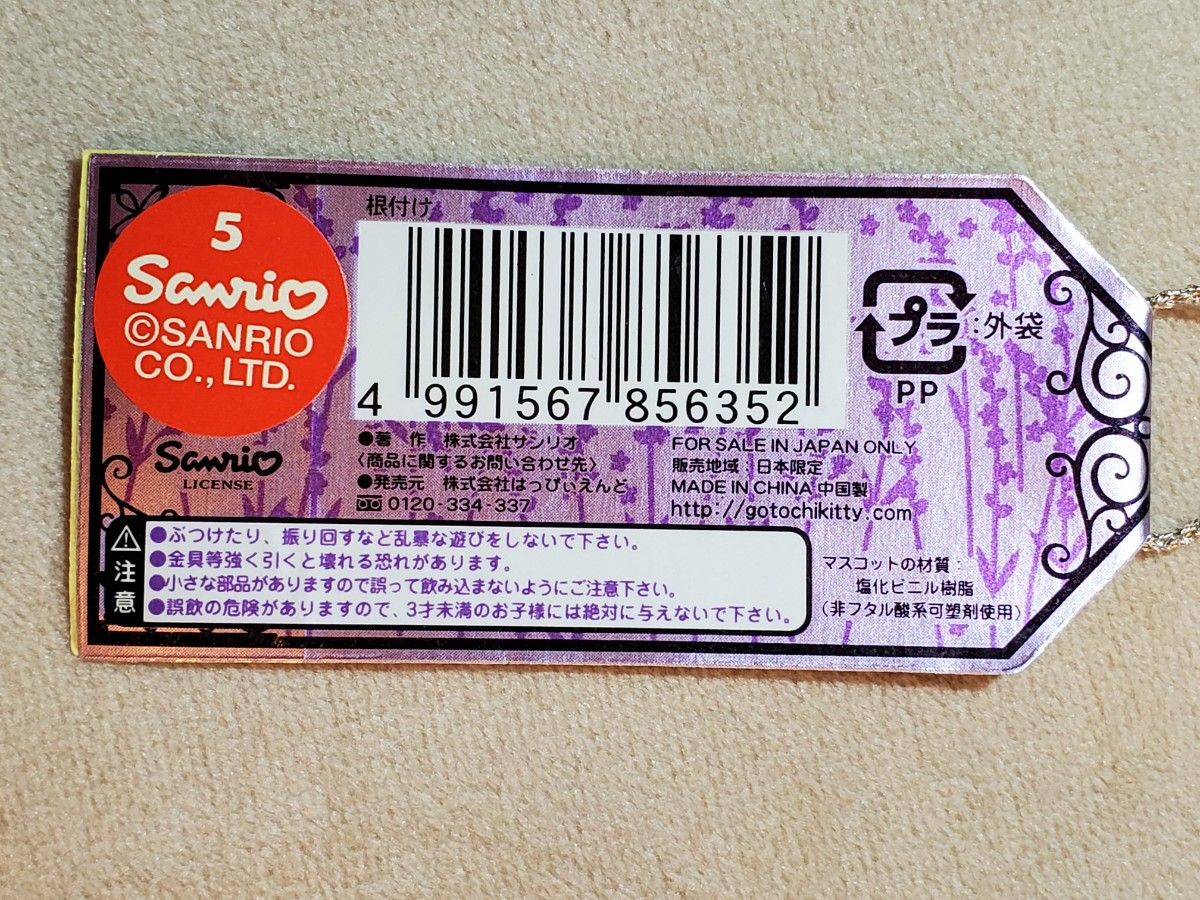 5
Sanrio
©SANRIO
CO., LTD.
Sanrio
LICENSE
根付け
4 991567 856352
プラ :外袋
PP
●著 作 株式会社サンリオ
〈商品に関するお問い合わせ先〉
●発売元 株式会社はっぴぃえんど
0120-334-337
FOR SALE IN JAPAN ONLY
販売地域:日本限定
MADE IN CHINA 中国製
http://gotochikitty.com
注意
●ぶつけたり、振り回すなど乱暴な遊びをしないで下さい。
●金具等強く引くと壊れる恐れがあります。
●小さな部品がありますので誤って飲み込まないようにご注意下さい。
●誤飲の危険がありますので、3才未満のお子様には絶対に与えないで下さい。
マスコットの材質:
塩化ビニル樹脂
(非フタル酸系可塑剤使用)